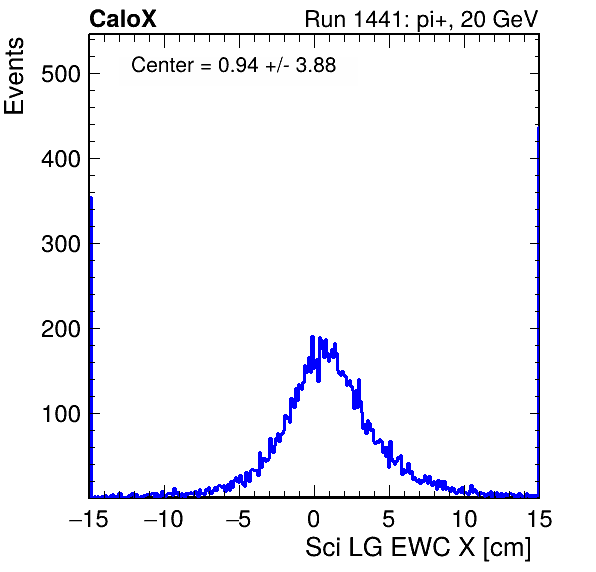 CaloX Run 1441: pi+, 20 GeV
Center = 0.94 +/- 3.88
Events
500
400
300
200
100
−15 −10 −5 0 5 10 15
Sci LG EWC X [cm]